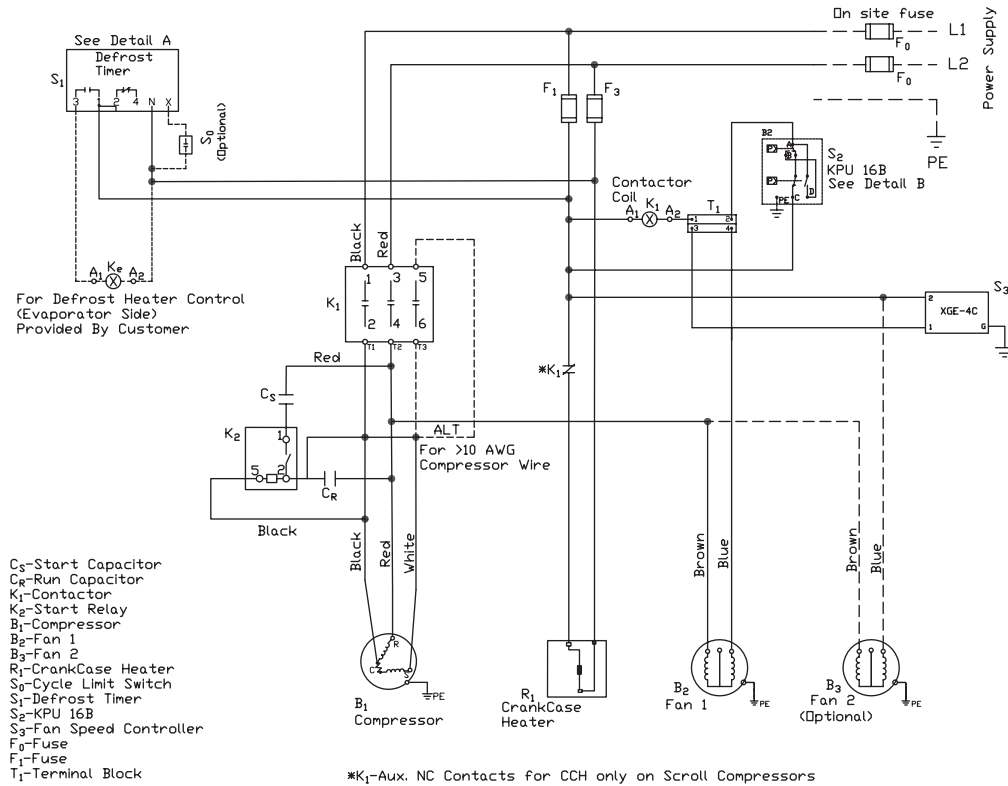 On site fuse
F0
L1
L2
F0
Power Supply
PE
See Detail A
Defrost
Timer
S1
3 1 2 4 N X
S0
(Optional)
F1
F3
B2
A
P
B
P
D
PE C
S2
KPU 16B
See Detail B
Contactor
Coil
A1 K1 A2
T1
1 2
3 4
Black
Red
1 3 5
K1
2 4 6
T1 T2 T3
A1 Ke A2
For Defrost Heater Control
(Evaporator Side)
Provided By Customer
S3
2
XGE-4C
1 G
Red
*K1
CS
K2
1
5 2
CR
ALT
For >10 AWG
Compressor Wire
Black
Black
Red
White
Brown
Blue
Brown
Blue
CS-Start Capacitor
CR-Run Capacitor
K1-Contactor
K2-Start Relay
B1-Compressor
B2-Fan 1
B3-Fan 2
R1-CrankCase Heater
S0-Cycle Limit Switch
S1-Defrost Timer
S2-KPU 16B
S3-Fan Speed Controller
F0-Fuse
F1-Fuse
T1-Terminal Block
R
C
S
PE
B1
Compressor
R1
CrankCase
Heater
B2
Fan 1
PE
B3
Fan 2
(Optional)
PE
*K1-Aux. NC Contacts for CCH only on Scroll Compressors